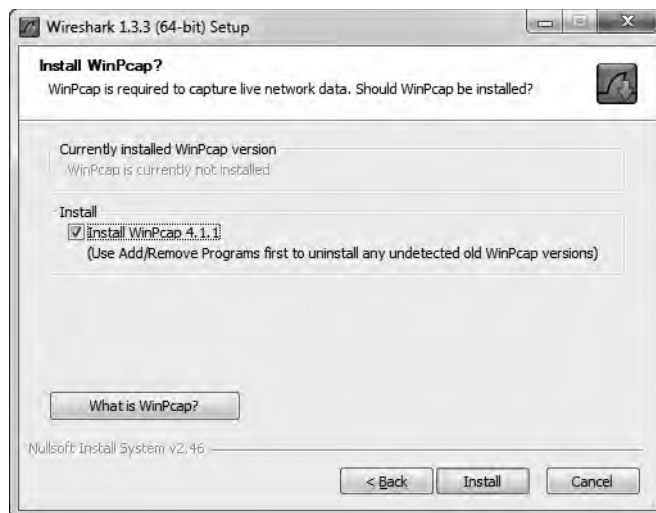 Wireshark 1.3.3 (64-bit) Setup
Install WinPcap?
WinPcap is required to capture live network data. Should WinPcap be installed?
Currently installed WinPcap version
WinPcap is currently not installed
Install
Install WinPcap 4.1.1
(Use Add/Remove Programs first to uninstall any undetected old WinPcap versions)
What is WinPcap?
Nullsoft Install System v2.46
< Back
Install
Cancel